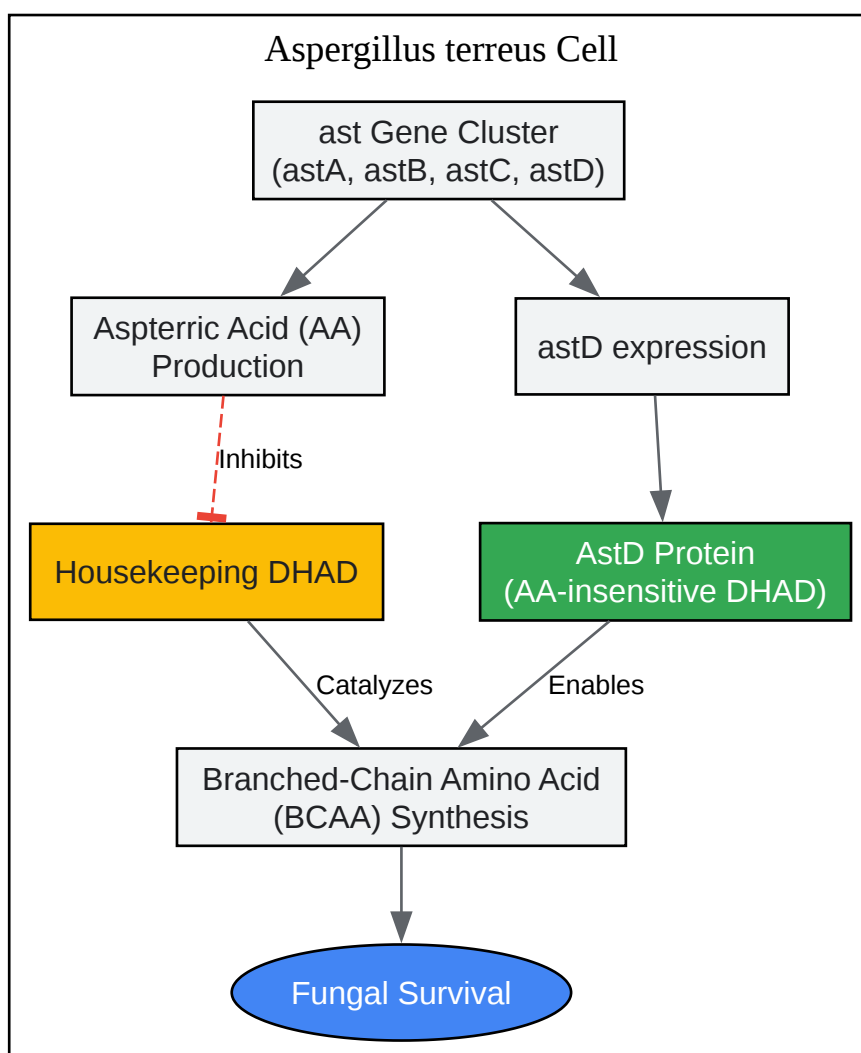 Aspergillus terreus Cell
ast Gene Cluster
(astA, astB, astC, astD)
Aspterric Acid (AA)
Production
astD expression
Inhibits
Housekeeping DHAD
AstD Protein
(AA-insensitive DHAD)
Catalyzes
Enables
Branched-Chain Amino Acid
(BCAA) Synthesis
Fungal Survival